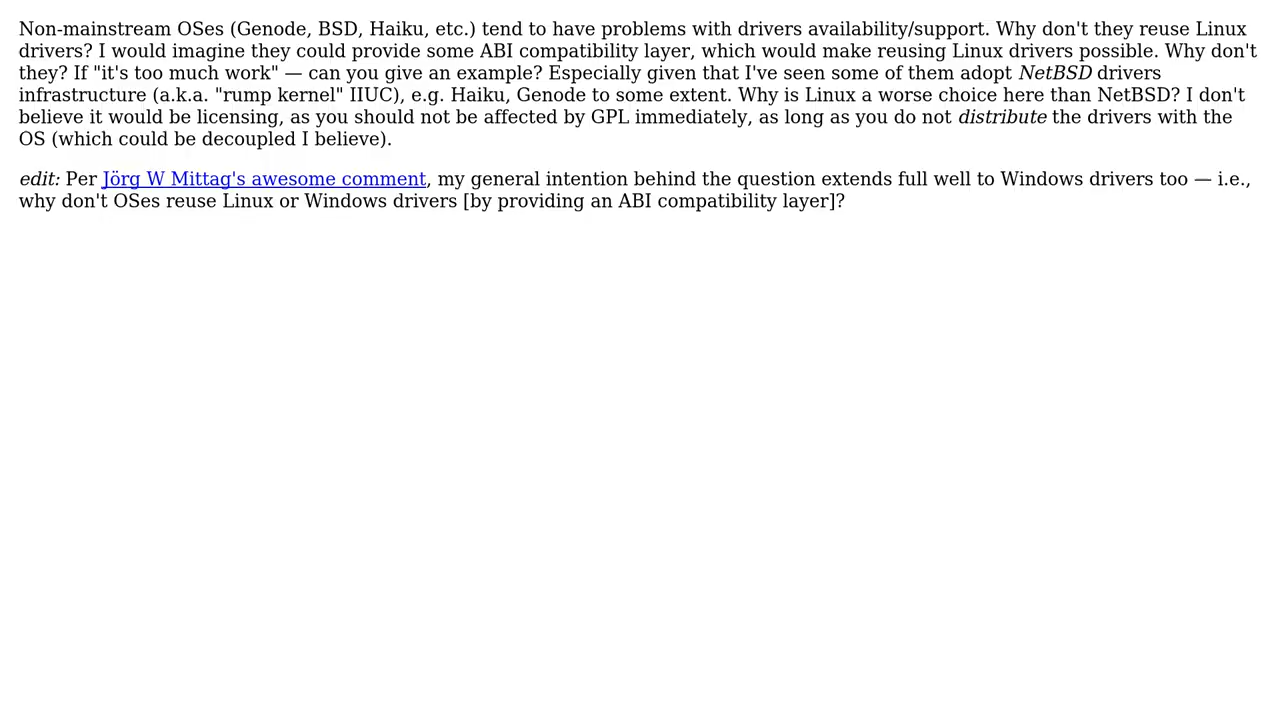 Non-mainstream OSes (Genode, BSD, Haiku, etc.) tend to have problems with drivers availability/support. Why don't they reuse Linux
drivers? I would imagine they could provide some ABI compatibility layer, which would make reusing Linux drivers possible. Why don't
they? If "it's too much work" — can you give an example? Especially given that I've seen some of them adopt NetBSD drivers
infrastructure (a.k.a. "rump kernel" IIUC), e.g. Haiku, Genode to some extent. Why is Linux a worse choice here than NetBSD? I don't
believe it would be licensing, as you should not be affected by GPL immediately, as long as you do not distribute the drivers with the
OS (which could be decoupled I believe).
edit: Per Jörg W Mittag's awesome comment, my general intention behind the question extends full well to Windows drivers too — i.e.,
why don't OSes reuse Linux or Windows drivers [by providing an ABI compatibility layer]?